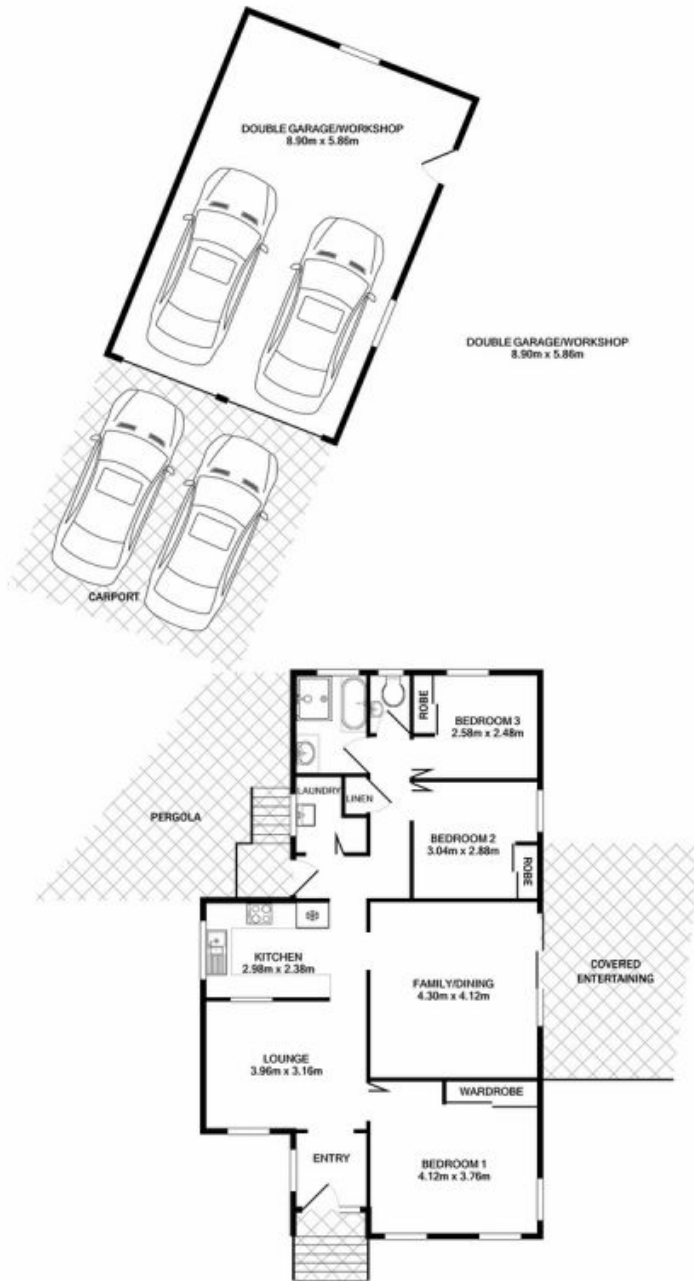 DOUBLE GARAGE/WORKSHOP
8.90m x 5.86m
DOUBLE GARAGE/WORKSHOP
8.90m x 5.86m
CARPORT
ROBE
BEDROOM 3
2.58m x 2.48m
LAUNDRY
LINEN
PERGOLA
BEDROOM 2
3.04m x 2.88m
ROBE
KITCHEN
2.98m x 2.38m
FAMILY/DINING
4.30m x 4.12m
COVERED
ENTERTAINING
LOUNGE
3.96m x 3.16m
WARDROBE
ENTRY
BEDROOM 1
4.12m x 3.76m